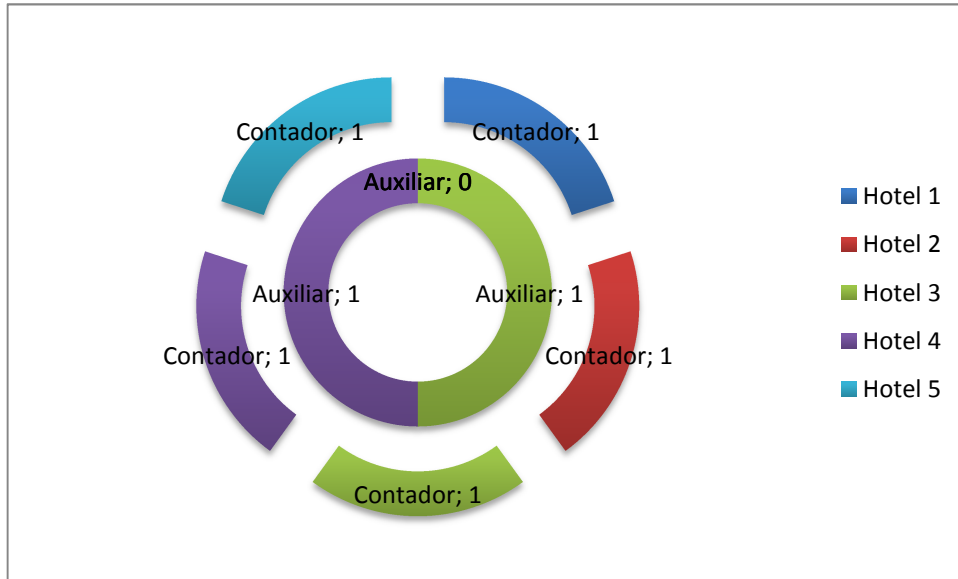 Contador; 1
Contador; 1
Auxiliar; 0
Auxiliar; 1
Auxiliar; 1
Contador; 1
Contador; 1
Contador; 1
Hotel 1
Hotel 2
Hotel 3
Hotel 4
Hotel 5